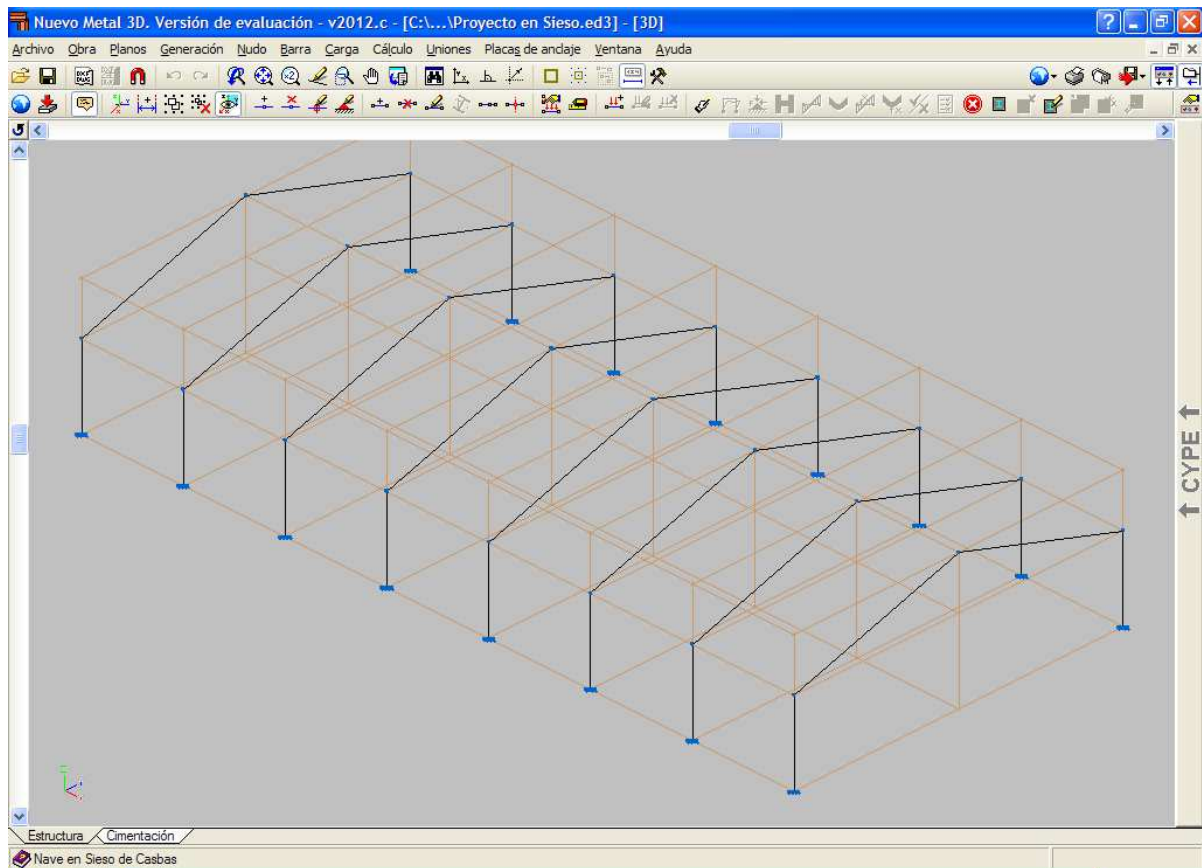 Nuevo Metal 3D. Versión de evaluación - v2012.c - [C:\...\Proyecto en Sieso.ed3] - [3D]
Archivo Obra Planos Generación Nudo Barra Carga Cálculo Uniones Placas de anclaje Ventana Ayuda
CYPE
Estructura Cimentación
Nave en Sieso de Casbas